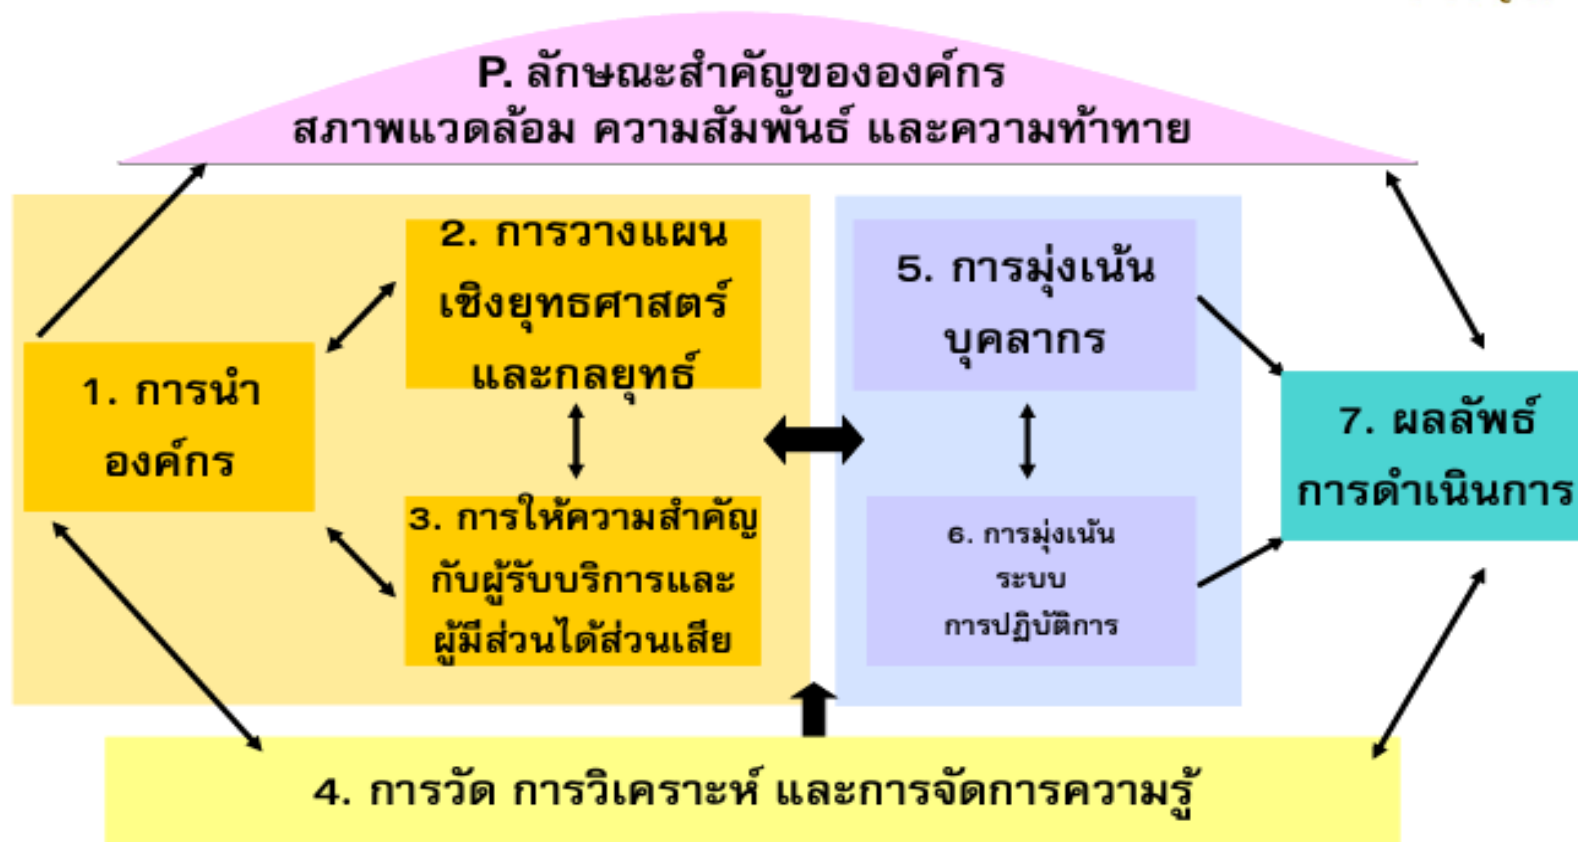 P. ลักษณะสำคัญขององค์กร
สภาพแวดล้อม ความสัมพันธ์ และความท้าทาย
2. การวางแผน
เชิงยุทธศาสตร์
และกลยุทธ์
5. การมุ่งเน้น
บุคลากร
1. การนำ
องค์กร
7. ผลลัพธ์
การดำเนินการ
3. การให้ความสำคัญ
กับผู้รับบริการและ
ผู้มีส่วนได้ส่วนเสีย
6. การมุ่งเน้น
ระบบ
การปฏิบัติการ
4. การวัด การวิเคราะห์ และการจัดการความรู้